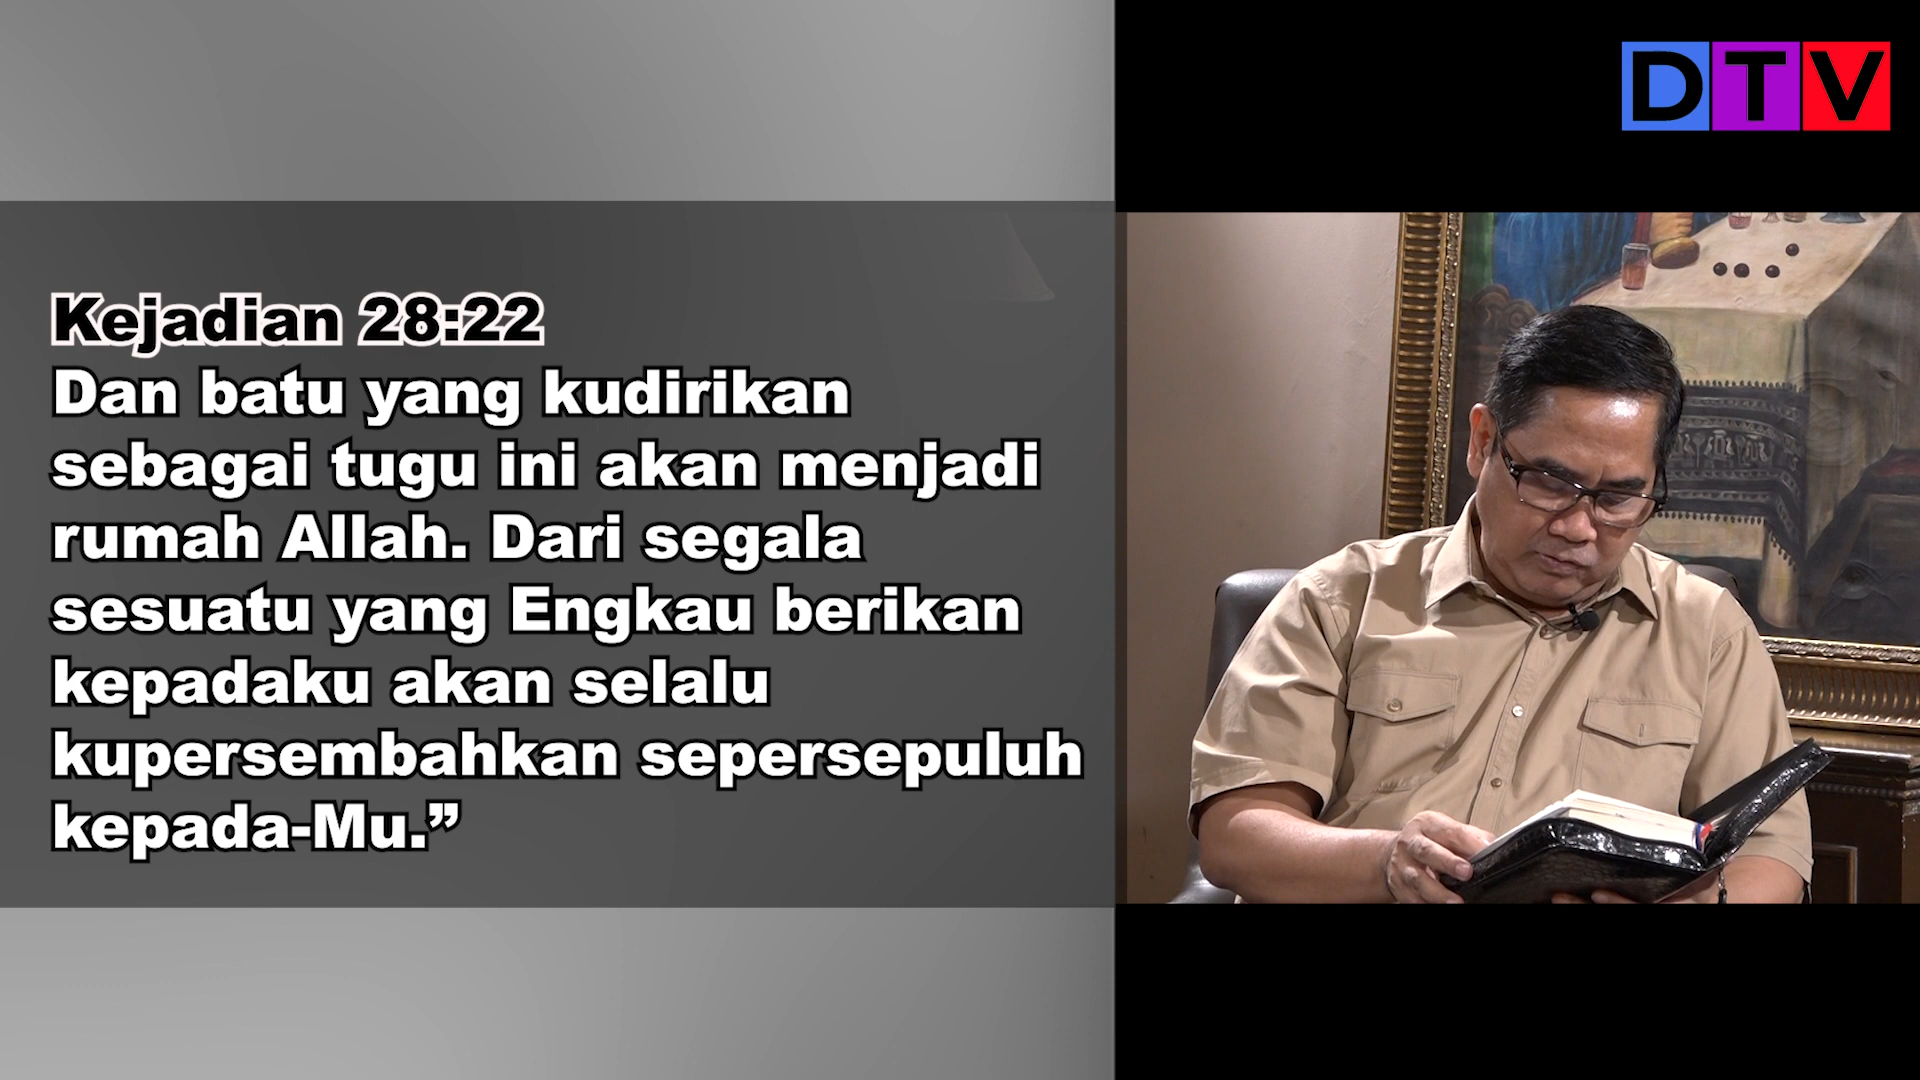 DTV
Kejadian 28:22
Dan batu yang kudirikan
sebagai tugu ini akan menjadi
rumah Allah. Dari segala
sesuatu yang Engkau berikan
kepadaku akan selalu
kupersembahkan sepersepuluh
kepada-Mu.”